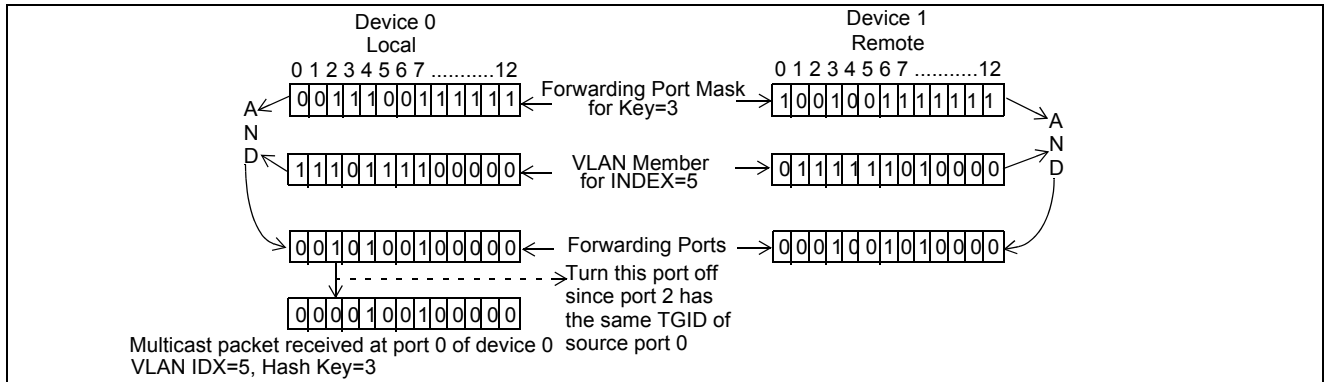 Device 0
Local
0 1 2 3 4 5 6 7 ...........12
Device 1
Remote
0 1 2 3 4 5 6 7 ...........12
0 0 1 1 1 0 0 1 1 1 1 1 1
Forwarding Port Mask
for Key=3
1 0 0 1 0 0 1 1 1 1 1 1 1
A
N
D
A
N
D
1 1 1 0 1 1 1 1 0 0 0 0 0
VLAN Member
for INDEX=5
0 1 1 1 1 1 1 0 1 0 0 0 0
0 0 1 0 1 0 0 1 0 0 0 0 0
Forwarding Ports
0 0 0 1 0 0 1 0 1 0 0 0 0
Turn this port off
since port 2 has
the same TGID of
source port 0
0 0 0 0 1 0 0 1 0 0 0 0 0
Multicast packet received at port 0 of device 0
VLAN IDX=5, Hash Key=3